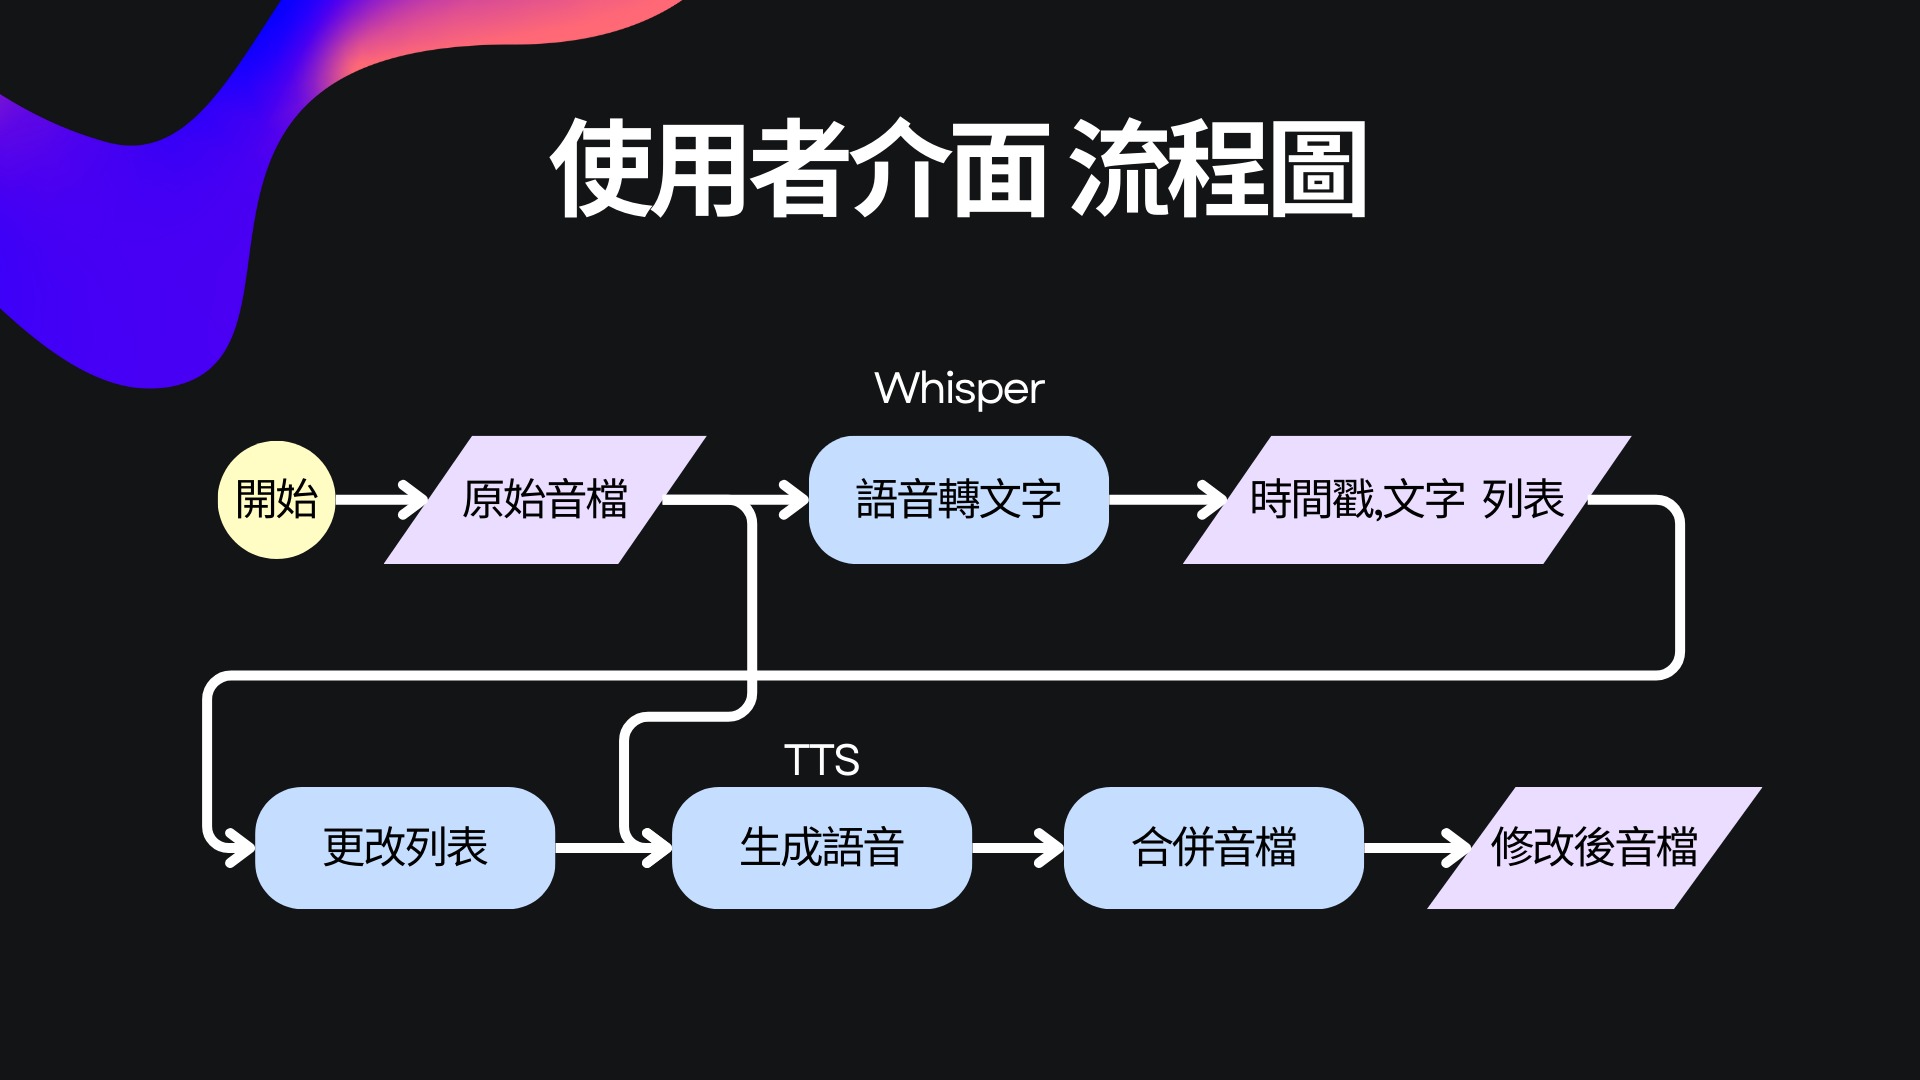 使用者介面 流程圖
Whisper
開始
原始音檔
語音轉文字
時間戳,文字 列表
TTS
更改列表
生成語音
合併音檔
修改後音檔